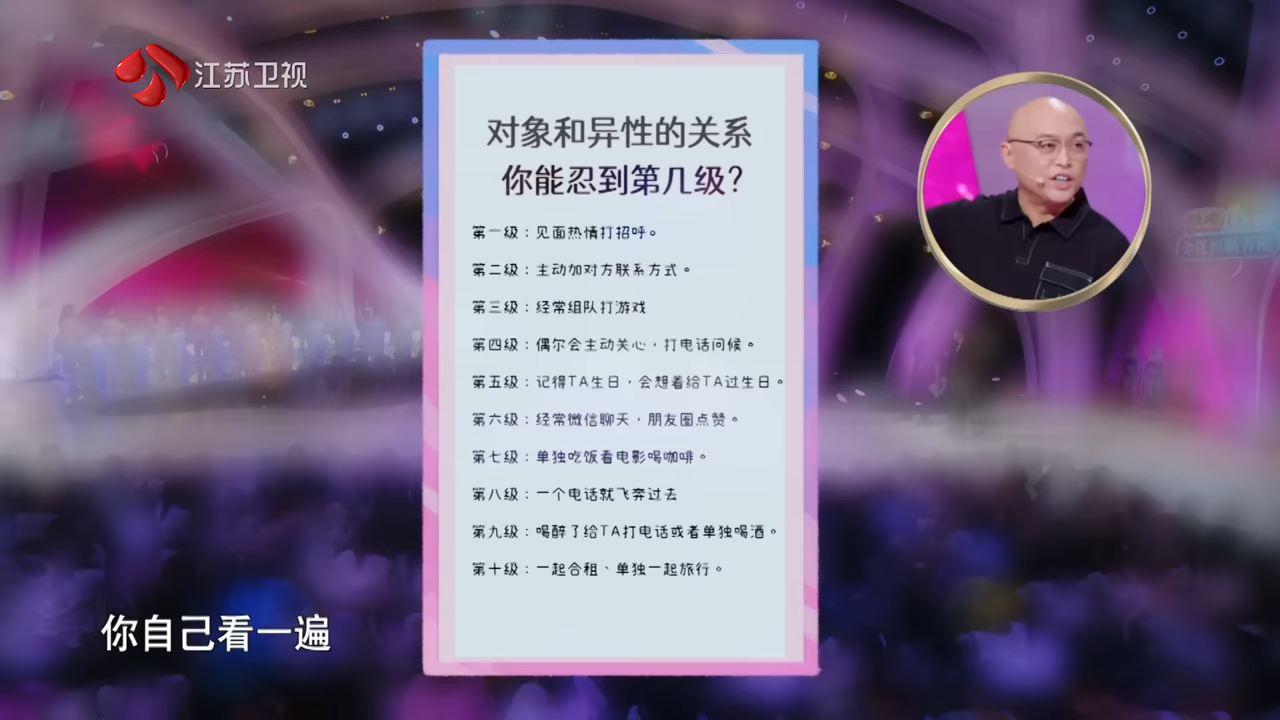 江苏卫视
对象和异性的关系
你能忍到第几级?
第一级：见面热情打招呼。
第二级：主动加对方联系方式。
第三级：经常组队打游戏
第四级：偶尔会主动关心，打电话问候。
第五级：记得TA生日，会想着给TA过生日。
第六级：经常微信聊天，朋友圈点赞。
第七级：单独吃饭看电影喝咖啡。
第八级：一个电话就飞奔过去
第九级：喝醉了给TA打电话或者单独喝酒。
第十级：一起合租、单独一起旅行。
你自己看一遍